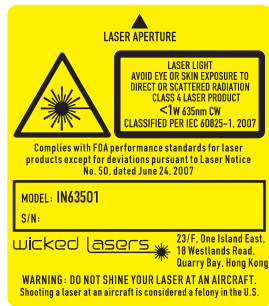 LASER APERTURE
LASER LIGHT
AVOID EYE OR SKIN EXPOSURE TO
DIRECT OR SCATTERED RADIATION
CLASS 4 LASER PRODUCT
<1W 635nm CW
CLASSIFIED PER IEC 60825-1, 2007
Complies with FDA performance standards for laser
products except for deviations pursuant to Laser Notice
No. 50, dated June 24, 2007
MODEL: IN63501
S/N:
wicked lasers
23/F, One Island East,
18 Westlands Road,
Quarry Bay, Hong Kong
WARNING: DO NOT SHINE YOUR LASER AT AN AIRCRAFT.
Shooting a laser at an aircraft is considered a felony in the U.S.